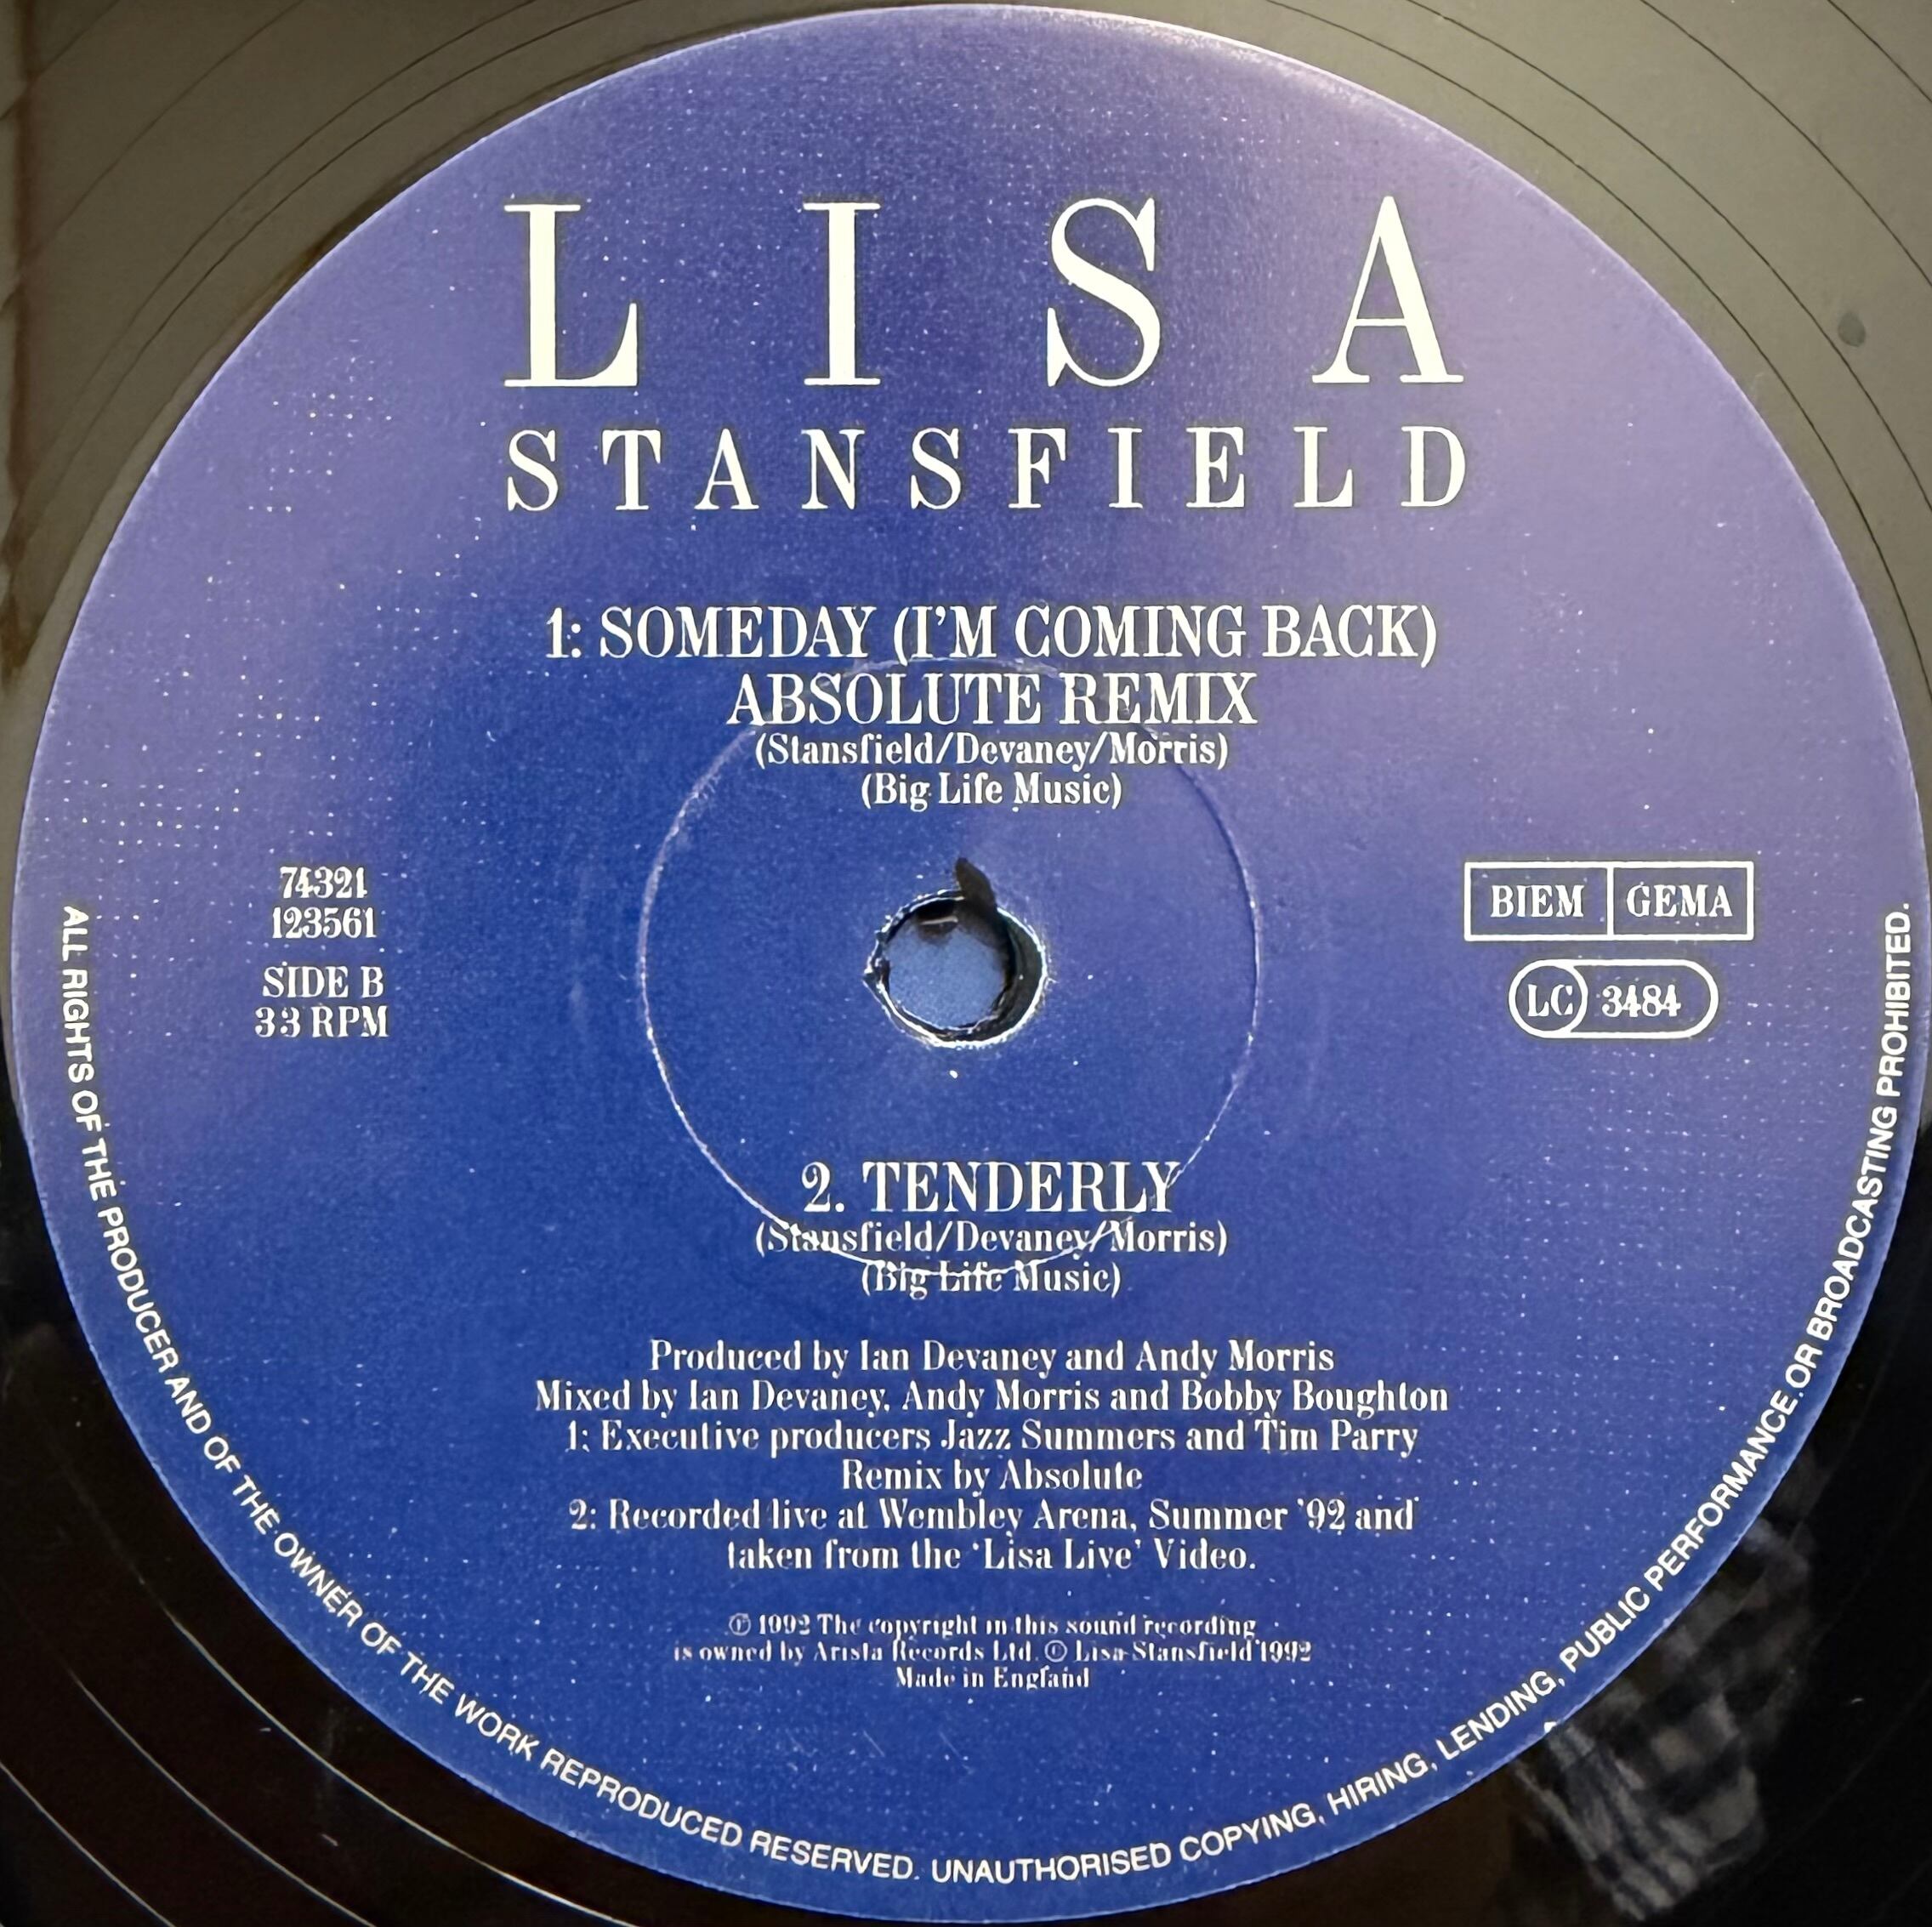 LISA
STANSFIELD
1: SOMEDAY (I'M COMING BACK)
ABSOLUTE REMIX
(Stansfield/Devaney/Morris)
(Big Life Music)
74321
123561
SIDE B
33 RPM
BIEM GEMA
LC 3484
2. TENDERLY
(Stansfield/Devaney/Morris)
(Big Life Music)
Produced by Ian Devaney and Andy Morris
Mixed by Ian Devaney, Andy Morris and Bobby Boughton
1: Executive producers Jazz Summers and Tim Parry
Remix by Absolute
2: Recorded live at Wembley Arena, Summer '92 and
taken from the 'Lisa Live' Video.
℗ 1992 The copyright in this sound recording
is owned by Arista Records Ltd. © Lisa Stansfield 1992
Made in England
ALL RIGHTS OF THE PRODUCER AND OF THE OWNER OF THE WORK REPRODUCED RESERVED. UNAUTHORISED COPYING, HIRING, LENDING, PUBLIC PERFORMANCE OR BROADCASTING PROHIBITED.